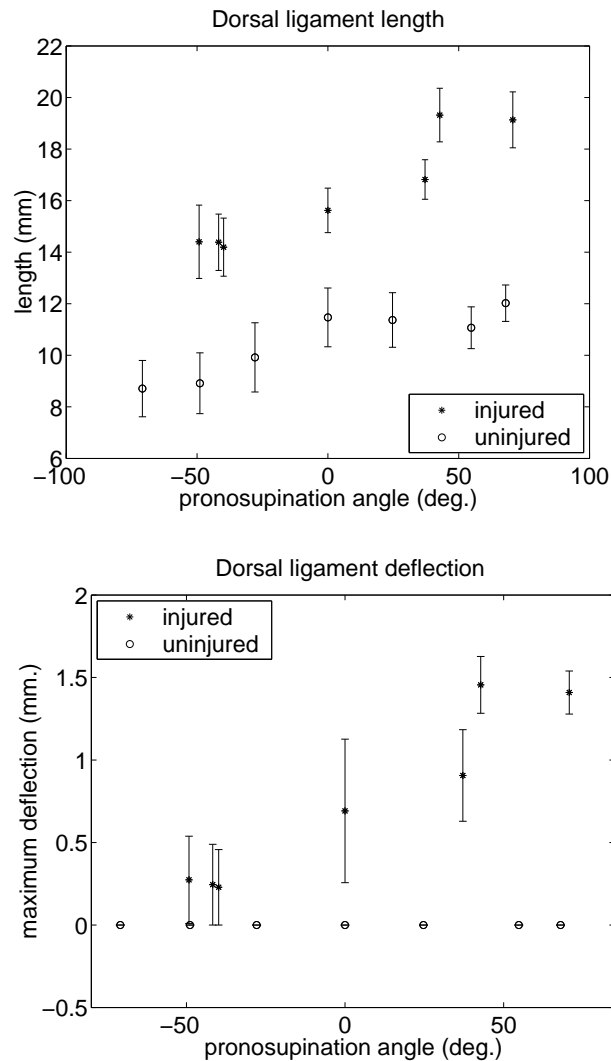 Dorsal ligament length
22
20
18
16
14
12
10
8
6
length (mm)
injured
uninjured
−100 −50 0 50 100
pronosupination angle (deg.)
Dorsal ligament deflection
2
1.5
1
0.5
0
−0.5
maximum deflection (mm.)
injured
uninjured
−50 0 50
pronosupination angle (deg.)